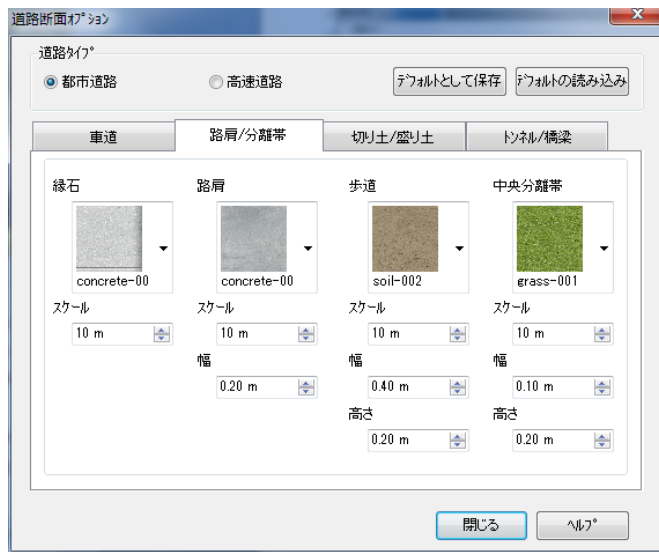 道路断面ｵﾌﾟｼｮﾝ
x
道路ﾀｲﾌﾟ
都市道路 高速道路 ﾃﾞﾌｫﾙﾄとして保存 ﾃﾞﾌｫﾙﾄの読み込み
車道 路肩/分離帯 切り土/盛り土 ﾄﾝﾈﾙ/橋梁
縁石 路肩 歩道 中央分離帯
concrete-00 concrete-00 soil-002 grass-001
ｽｹｰﾙ ｽｹｰﾙ ｽｹｰﾙ ｽｹｰﾙ
10 m 10 m 10 m 10 m
幅 幅 幅
0.20 m 0.40 m 0.10 m
高さ 高さ
0.20 m 0.20 m
閉じる ﾍﾙﾌﾟ